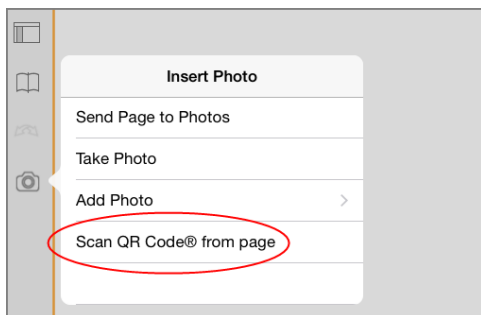 Insert Photo
Send Page to Photos
Take Photo
Add Photo
Scan QR Code® from page